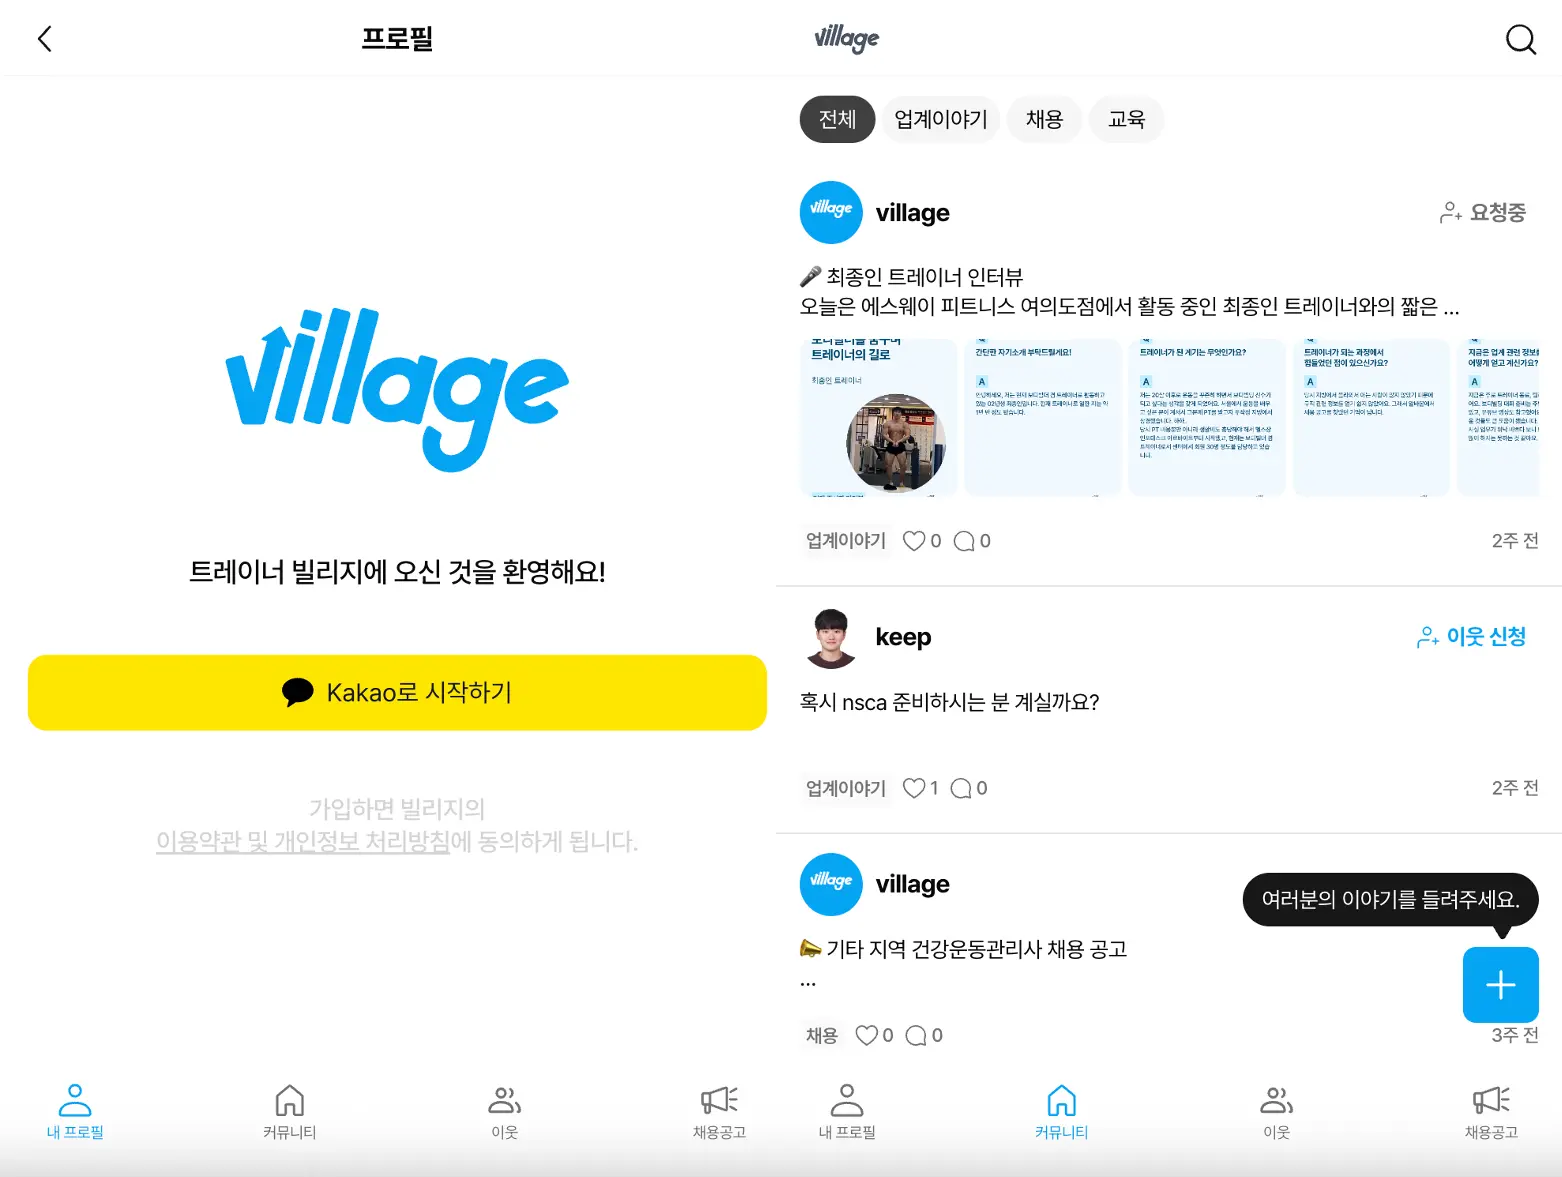 프로필
village
트레이너 빌리지에 오신 것을 환영해요!
Kakao로 시작하기
가입하면 빌리지의
이용약관 및 개인정보 처리방침에 동의하게 됩니다.
내 프로필
커뮤니티
이웃
채용공고
village
전체
업계이야기
채용
교육
village
village
요청중
🎤 최종인 트레이너 인터뷰
오늘은 에스웨이 피트니스 여의도점에서 활동 중인 최종인 트레이너와의 짧은 ...
트레이너의 길로
최종인 트레이너
간단한 자기소개 부탁드릴게요!
A
트레이너가 된 계기는 무엇인가요?
A
트레이너가 되는 과정에서
힘들었던 점이 있으신가요?
A
지금은 업계 관련 정보를
어떻게 얻고 계신가요?
A
업계이야기
0
0
2주 전
keep
이웃 신청
혹시 nsca 준비하시는 분 계실까요?
업계이야기
1
0
2주 전
village
village
여러분의 이야기를 들려주세요.
📣 기타 지역 건강운동관리사 채용 공고
...
채용
0
0
3주 전
내 프로필
커뮤니티
이웃
채용공고